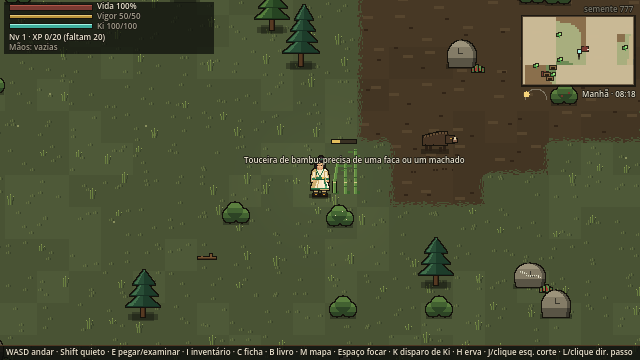 Vida 100%
Vigor 50/50
Ki 100/100
Nv 1 · XP 0/20 (faltam 20)
Mãos: vazias
semente 777
Manhã · 08:18
Touceira de bambu: precisa de uma faca ou um machado
WASD andar · Shift quieto · E pegar/examinar · I inventário · C ficha · B livro · M mapa · Espaço focar · K disparo de Ki · H erva · J/clique esq. corte · L/clique dir. passo